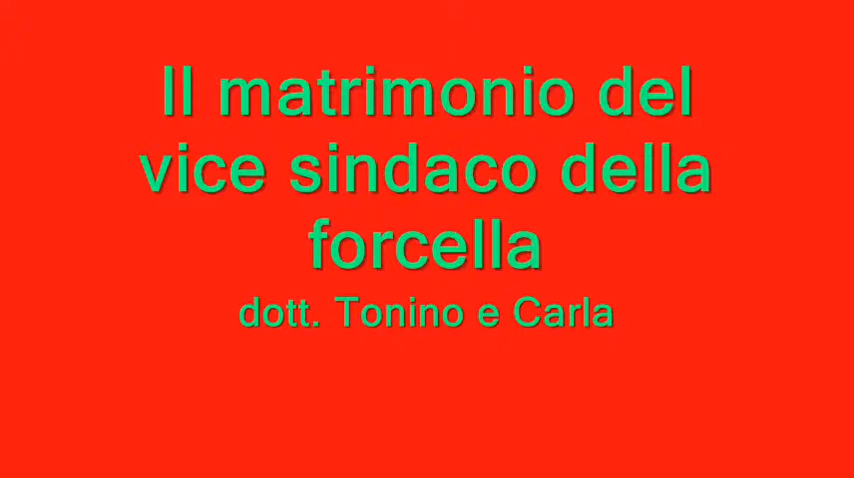 Il matrimonio del
vice sindaco della
forcella
dott. Tonino e Carla